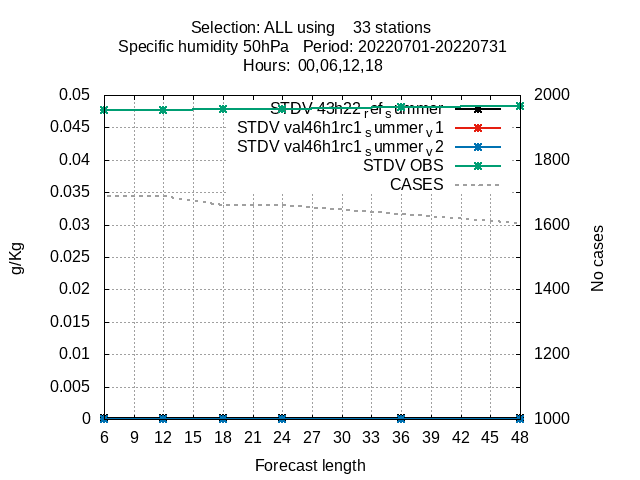 Selection: ALL using 33 stations
Specific humidity 50hPa Period: 20220701-20220731
Hours: 00,06,12,18
0.05 2000
STDV 43h22refsummer
0.045 STDV val46h1rc1summerv1
STDV val46h1rc1summerv2
0.04 STDV OBS 1800
0.035 CASES
0.03 1600
g/Kg
0.025
No cases
0.02 1400
0.015
0.01 1200
0.005
0 1000
6 9 12 15 18 21 24 27 30 33 36 39 42 45 48
Forecast length